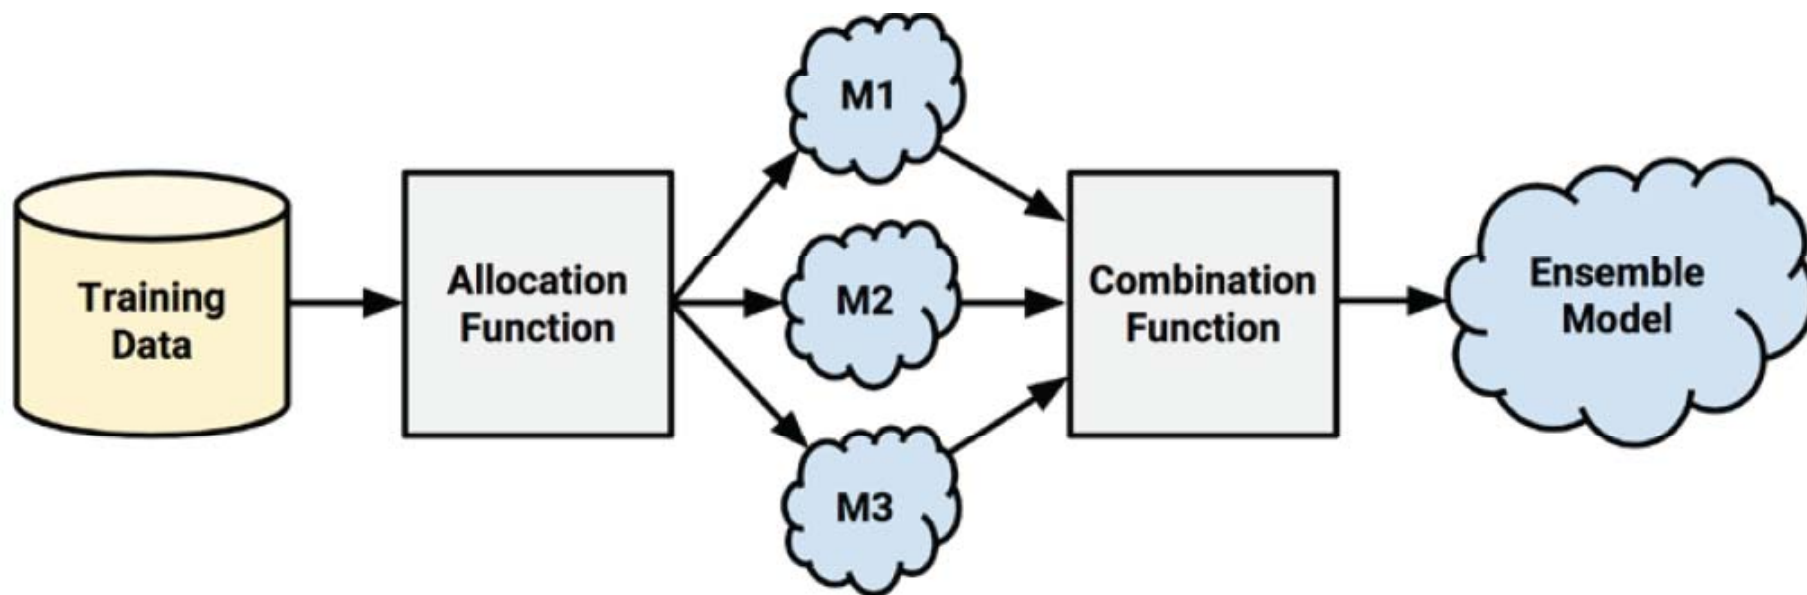 Training
Data
Allocation
Function
M1
M2
M3
Combination
Function
Ensemble
Model